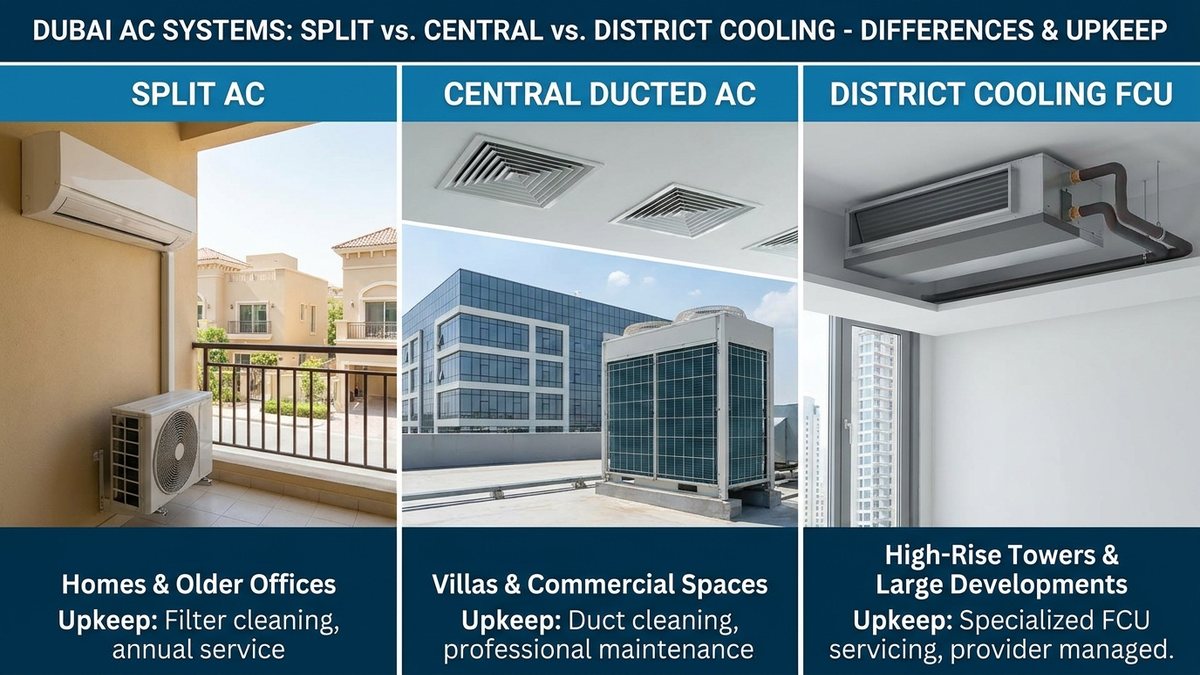 DUBAI AC SYSTEMS: SPLIT vs. CENTRAL vs. DISTRICT COOLING - DIFFERENCES & UPKEEP
SPLIT AC
Homes & Older Offices
Upkeep: Filter cleaning,
annual service
CENTRAL DUCTED AC
Villas & Commercial Spaces
Upkeep: Duct cleaning,
professional maintenance
DISTRICT COOLING FCU
High-Rise Towers &
Large Developments
Upkeep: Specialized FCU
servicing, provider managed.